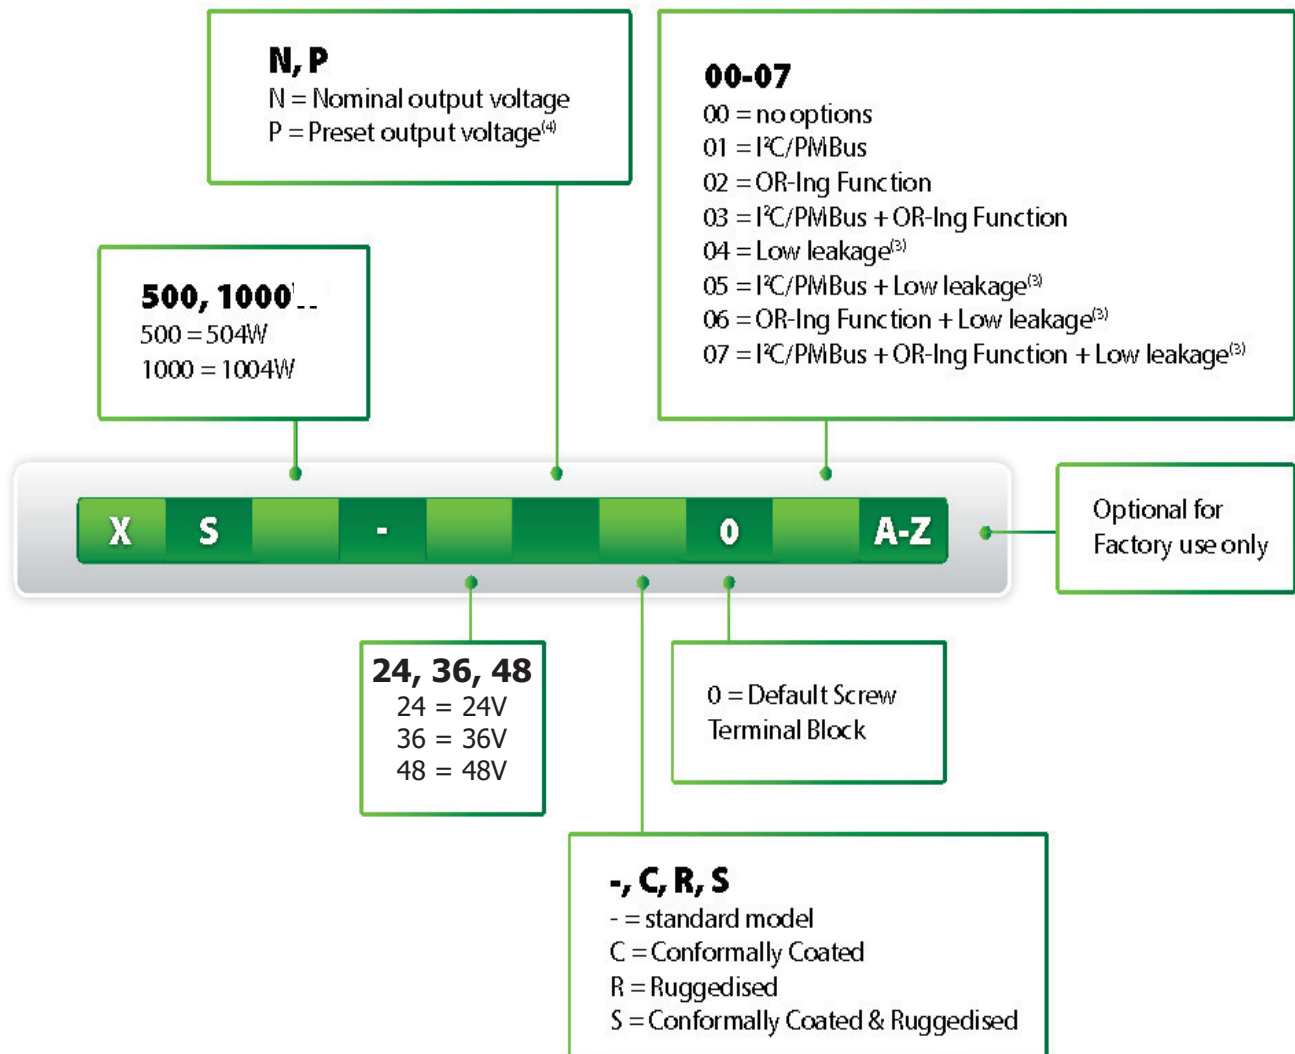 N, P
N = Nominal output voltage
P = Preset output voltage(4)
00-07
00 = no options
01 = I²C/PMBus
02 = OR-Ing Function
03 = I²C/PMBus + OR-Ing Function
04 = Low leakage(3)
05 = I²C/PMBus + Low leakage(3)
06 = OR-Ing Function + Low leakage(3)
07 = I²C/PMBus + OR-Ing Function + Low leakage(3)
500, 1000
500 = 504W
1000 = 1004W
X S - 0 A-Z
Optional for
Factory use only
24, 36, 48
24 = 24V
36 = 36V
48 = 48V
0 = Default Screw
Terminal Block
-, C, R, S
- = standard model
C = Conformally Coated
R = Ruggedised
S = Conformally Coated & Ruggedised